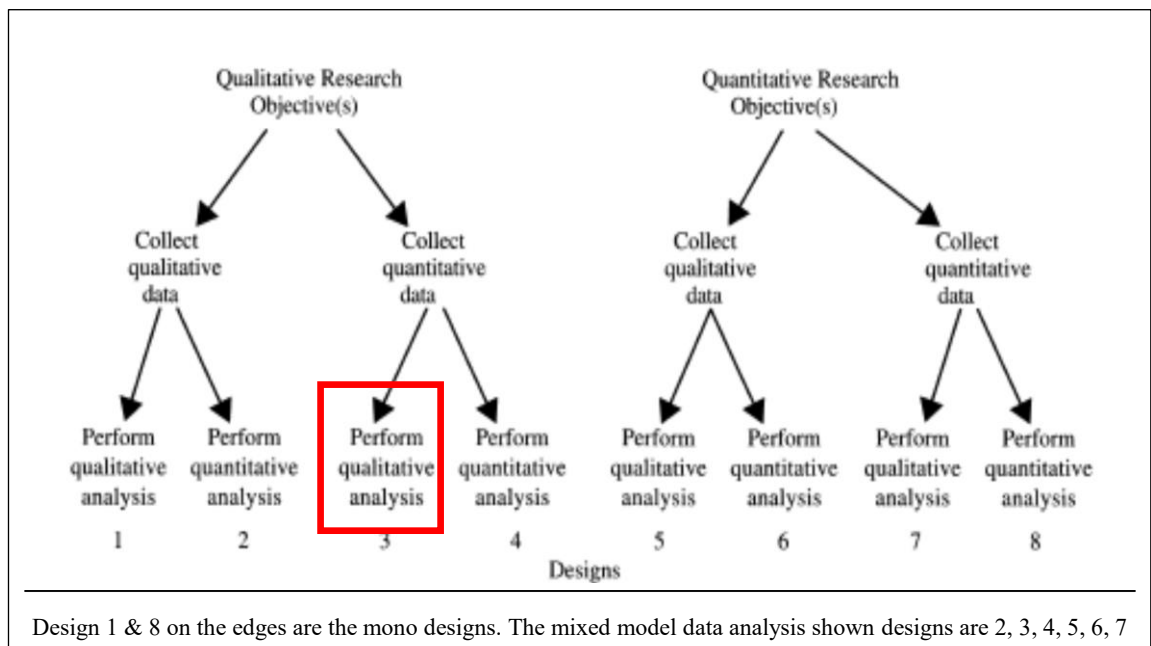 Qualitative Research
Objective(s)
Quantitative Research
Objective(s)
Collect
qualitative
data
Collect
quantitative
data
Collect
qualitative
data
Collect
quantitative
data
Perform
qualitative
analysis
1
Perform
quantitative
analysis
2
Perform
qualitative
analysis
3
Perform
quantitative
analysis
4
Perform
qualitative
analysis
5
Perform
quantitative
analysis
6
Perform
qualitative
analysis
7
Perform
quantitative
analysis
8
Designs
Design 1 & 8 on the edges are the mono designs. The mixed model data analysis shown designs are 2, 3, 4, 5, 6, 7